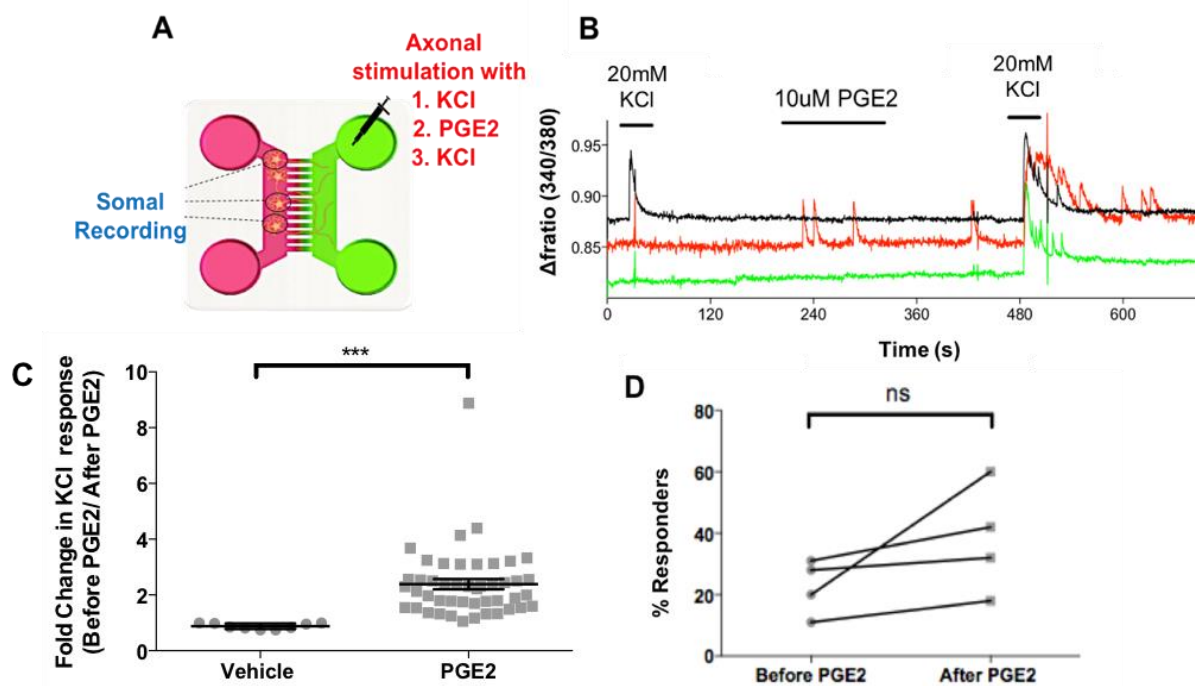 A
Axonal
stimulation with
1. KCl
2. PGE2
3. KCl
Somal
Recording
B
20mM
KCl
10uM PGE2
20mM
KCl
Δfratio (340/380)
0.95
0.90
0.85
0
120
240
360
480
600
Time (s)
C
Fold Change in KCl response
(Before PGE2/ After PGE2)
10
8
6
4
2
0
***
Vehicle
PGE2
D
% Responders
80
60
40
20
0
ns
Before PGE2
After PGE2